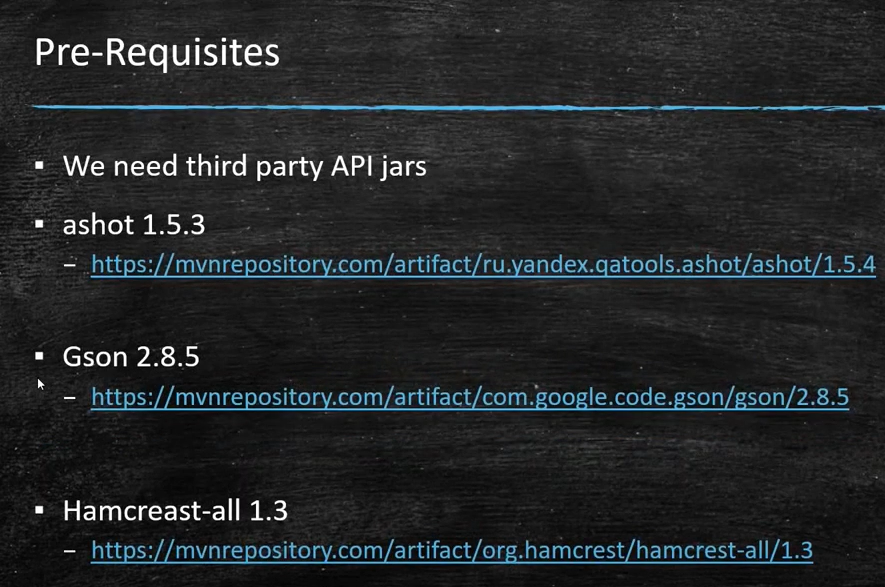 Pre-Requisites
▪ We need third party API jars
▪ ashot 1.5.3
– https://mvnrepository.com/artifact/ru.yandex.qatools.ashot/ashot/1.5.4
▪ Gson 2.8.5
– https://mvnrepository.com/artifact/com.google.code.gson/gson/2.8.5
▪ Hamcreast-all 1.3
– https://mvnrepository.com/artifact/org.hamcrest/hamcrest-all/1.3